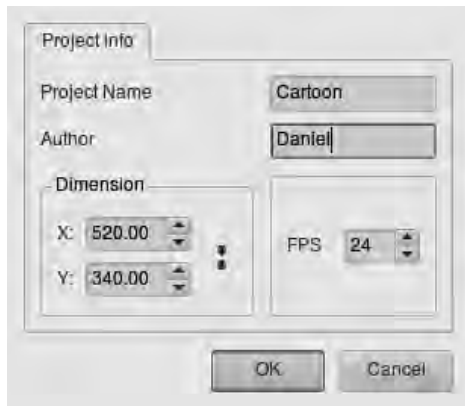 Project Info
Project Name Cartoon
Author Daniel
Dimension
X: 520.00
FPS 24
Y: 340.00
OK Cancel